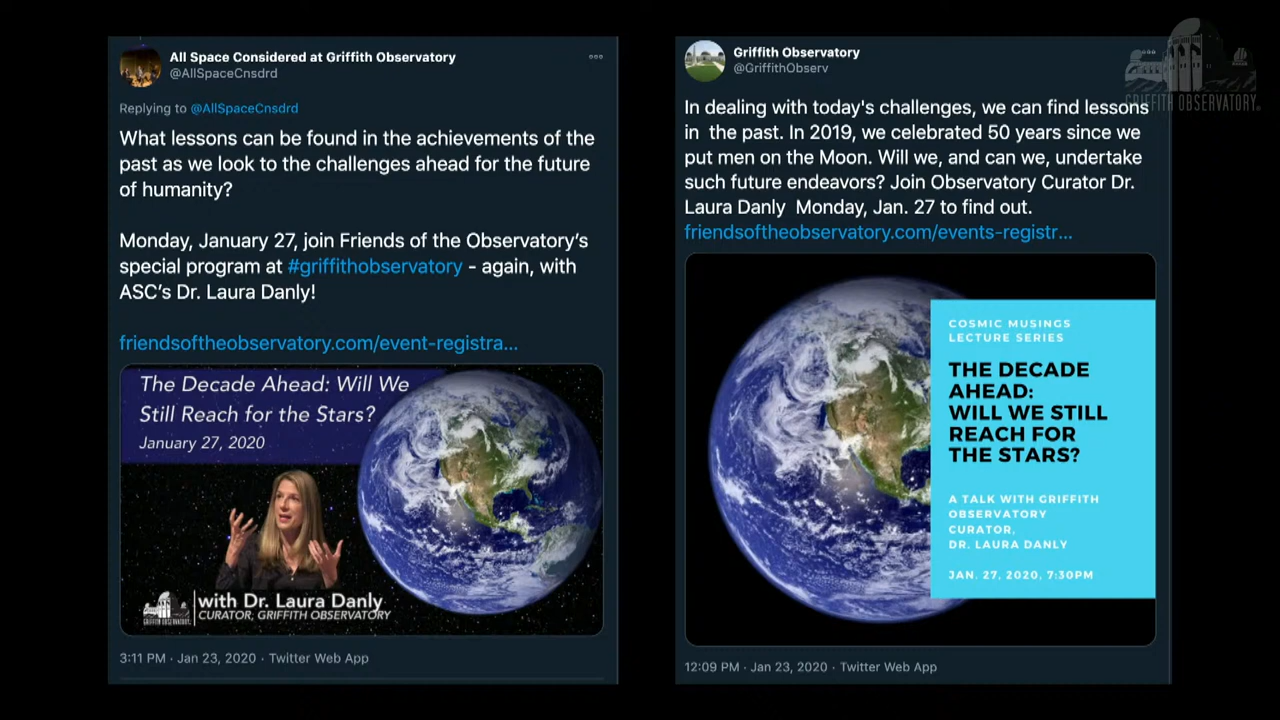 All Space Considered at Griffith Observatory
@AllSpaceCnsdrd
Replying to @AllSpaceCnsdrd
What lessons can be found in the achievements of the
past as we look to the challenges ahead for the future
of humanity?
Monday, January 27, join Friends of the Observatory's
special program at #griffithobservatory - again, with
ASC's Dr. Laura Danly!
friendsoftheobservatory.com/event-registra...
The Decade Ahead: Will We
Still Reach for the Stars?
January 27, 2020
GRIFFITH OBSERVATORY
with Dr. Laura Danly
CURATOR, GRIFFITH OBSERVATORY
3:11 PM · Jan 23, 2020 · Twitter Web App
Griffith Observatory
@GriffithObserv
In dealing with today's challenges, we can find lessons
in the past. In 2019, we celebrated 50 years since we
put men on the Moon. Will we, and can we, undertake
such future endeavors? Join Observatory Curator Dr.
Laura Danly Monday, Jan. 27 to find out.
friendsoftheobservatory.com/events-registr...
COSMIC MUSINGS
LECTURE SERIES
THE DECADE
AHEAD:
WILL WE STILL
REACH FOR
THE STARS?
A TALK WITH GRIFFITH
OBSERVATORY
CURATOR,
DR. LAURA DANLY
JAN. 27, 2020, 7:30PM
12:09 PM · Jan 23, 2020 · Twitter Web App
GRIFFITH OBSERVATORY